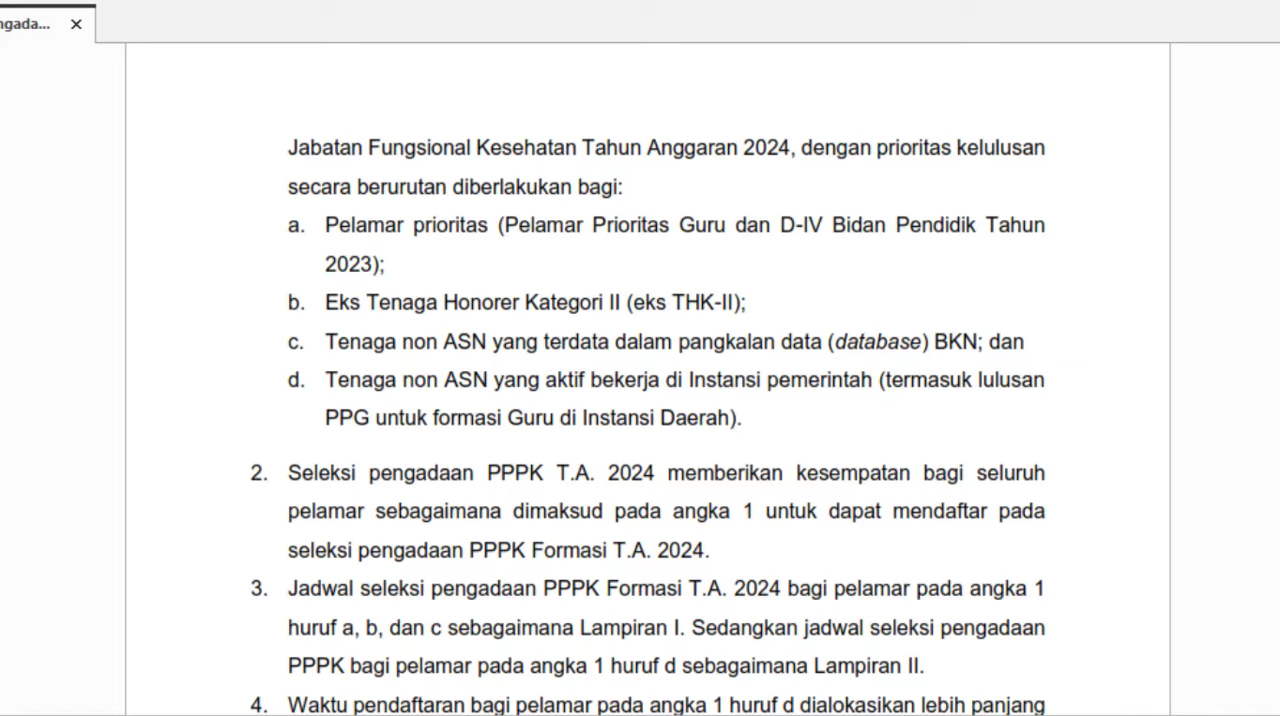 ngada...
Jabatan Fungsional Kesehatan Tahun Anggaran 2024, dengan prioritas kelulusan
secara berurutan diberlakukan bagi:
a. Pelamar prioritas (Pelamar Prioritas Guru dan D-IV Bidan Pendidik Tahun
2023);
b. Eks Tenaga Honorer Kategori II (eks THK-II);
c. Tenaga non ASN yang terdata dalam pangkalan data (database) BKN; dan
d. Tenaga non ASN yang aktif bekerja di Instansi pemerintah (termasuk lulusan
PPG untuk formasi Guru di Instansi Daerah).
2. Seleksi pengadaan PPPK T.A. 2024 memberikan kesempatan bagi seluruh
pelamar sebagaimana dimaksud pada angka 1 untuk dapat mendaftar pada
seleksi pengadaan PPPK Formasi T.A. 2024.
3. Jadwal seleksi pengadaan PPPK Formasi T.A. 2024 bagi pelamar pada angka 1
huruf a, b, dan c sebagaimana Lampiran I. Sedangkan jadwal seleksi pengadaan
PPPK bagi pelamar pada angka 1 huruf d sebagaimana Lampiran II.
4. Waktu pendaftaran bagi pelamar pada angka 1 huruf d dialokasikan lebih panjang